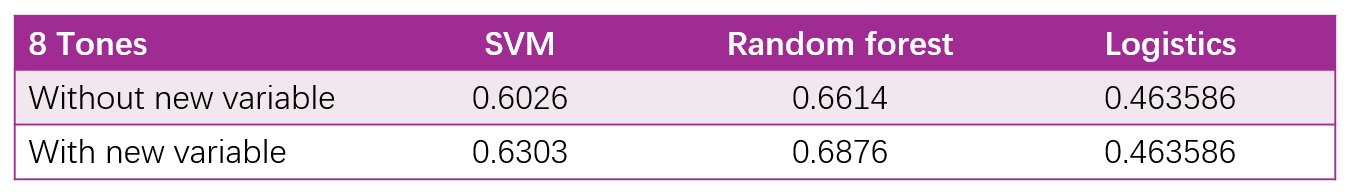 8 Tones SVM Random forest Logistics
Without new variable 0.6026 0.6614 0.463586
With new variable 0.6303 0.6876 0.463586